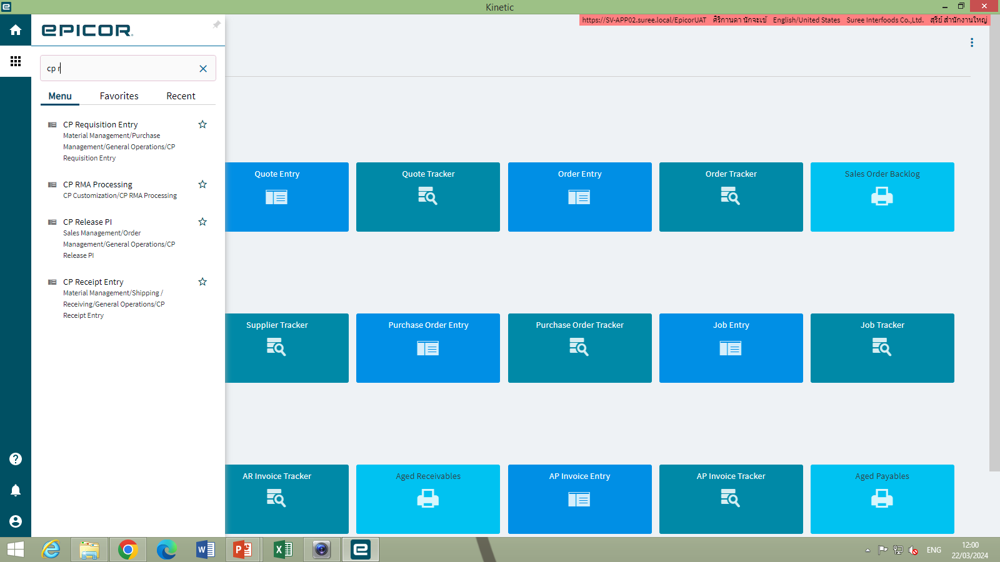 Kinetic
https://SV-APP02.suree.local/EpicorUAT ศิริกานดา นักจะเข้ English/United States Suree Interfoods Co.,Ltd. สุรีย์ สำนักงานใหญ่
EPICOR
cp r
Menu Favorites Recent
CP Requisition Entry
Material Management/Purchase
Management/General Operations/CP
Requisition Entry
CP RMA Processing
CP Customization/CP RMA Processing
CP Release PI
Sales Management/Order
Management/General Operations/CP
Release PI
CP Receipt Entry
Material Management/Shipping /
Receiving/General Operations/CP
Receipt Entry
Quote Entry Quote Tracker Order Entry Order Tracker Sales Order Backlog
Supplier Tracker Purchase Order Entry Purchase Order Tracker Job Entry Job Tracker
AR Invoice Tracker Aged Receivables AP Invoice Entry AP Invoice Tracker Aged Payables
ENG
12:00
22/03/2024